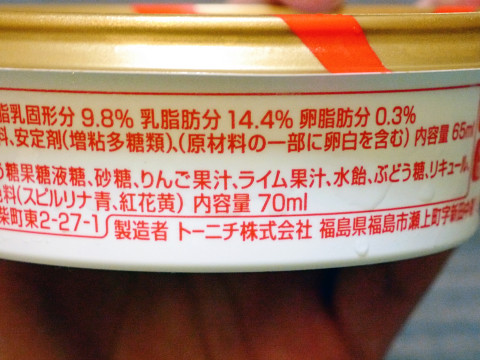 脂乳固形分 9.8% 乳脂肪分 14.4% 卵脂肪分 0.3%
料、安定剤(増粘多糖類)、(原材料の一部に卵白を含む) 内容量 65ml
う糖果糖液糖、砂糖、りんご果汁、ライム果汁、水飴、ぶどう糖、リキュール、
色料(スピルリナ青、紅花黄) 内容量 70ml
柴町東2-27-1 製造者 トーニチ株式会社 福島県福島市瀬上町字